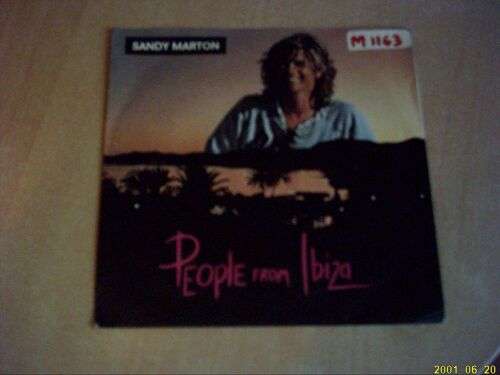 SANDY MARTON
M 1163
PEOPLE FROM Ibiza
2001 06 20